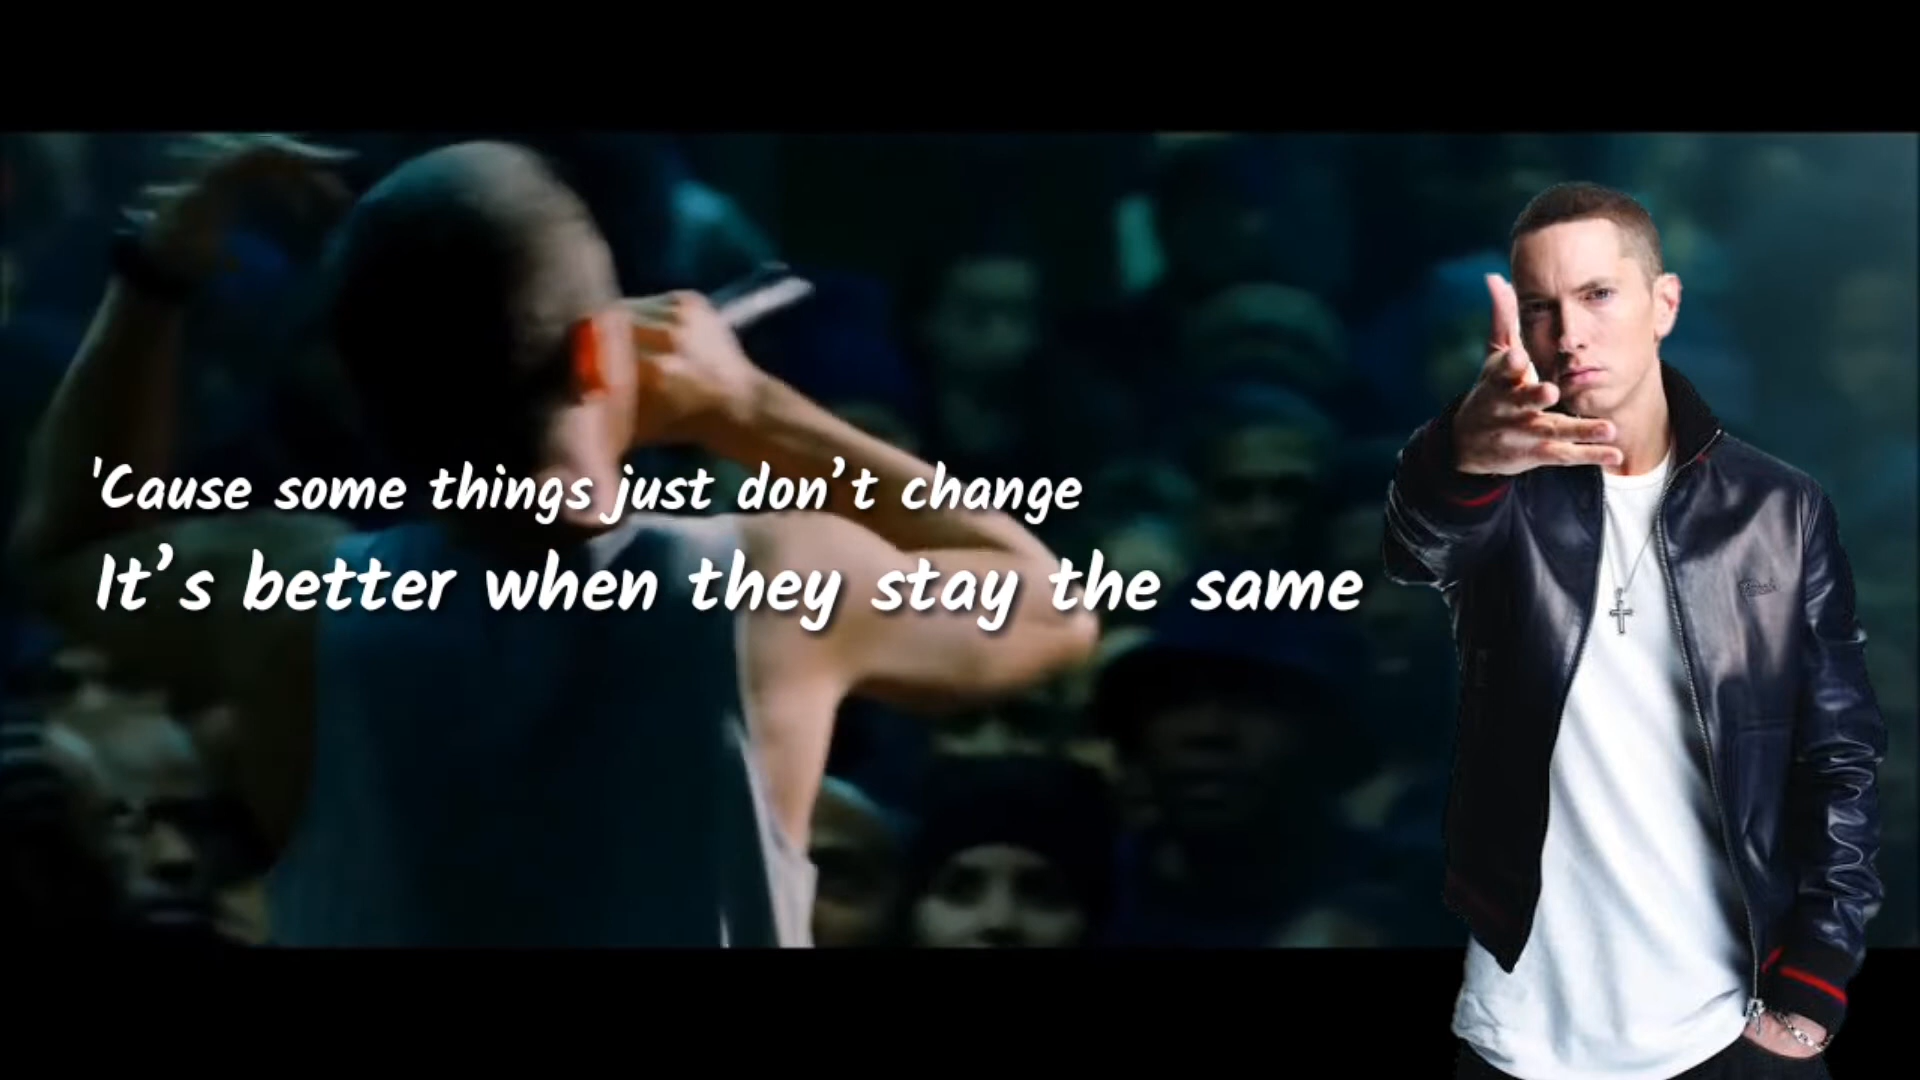 'Cause some things just don’t change
It’s better when they stay the same